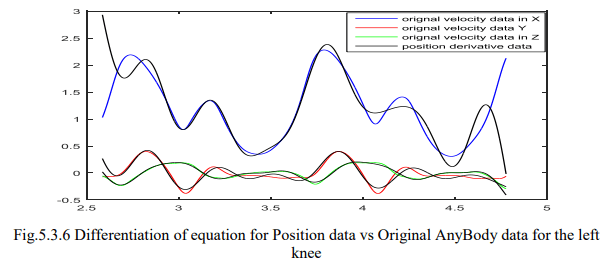 3
2.5
2
1.5
1
0.5
0
-0.5
2.5
3
3.5
4
4.5
5
orignal velocity data in X
orignal velocity data Y
orignal velocity data in Z
position derivative data
Fig.5.3.6 Differentiation of equation for Position data vs Original AnyBody data for the left
knee